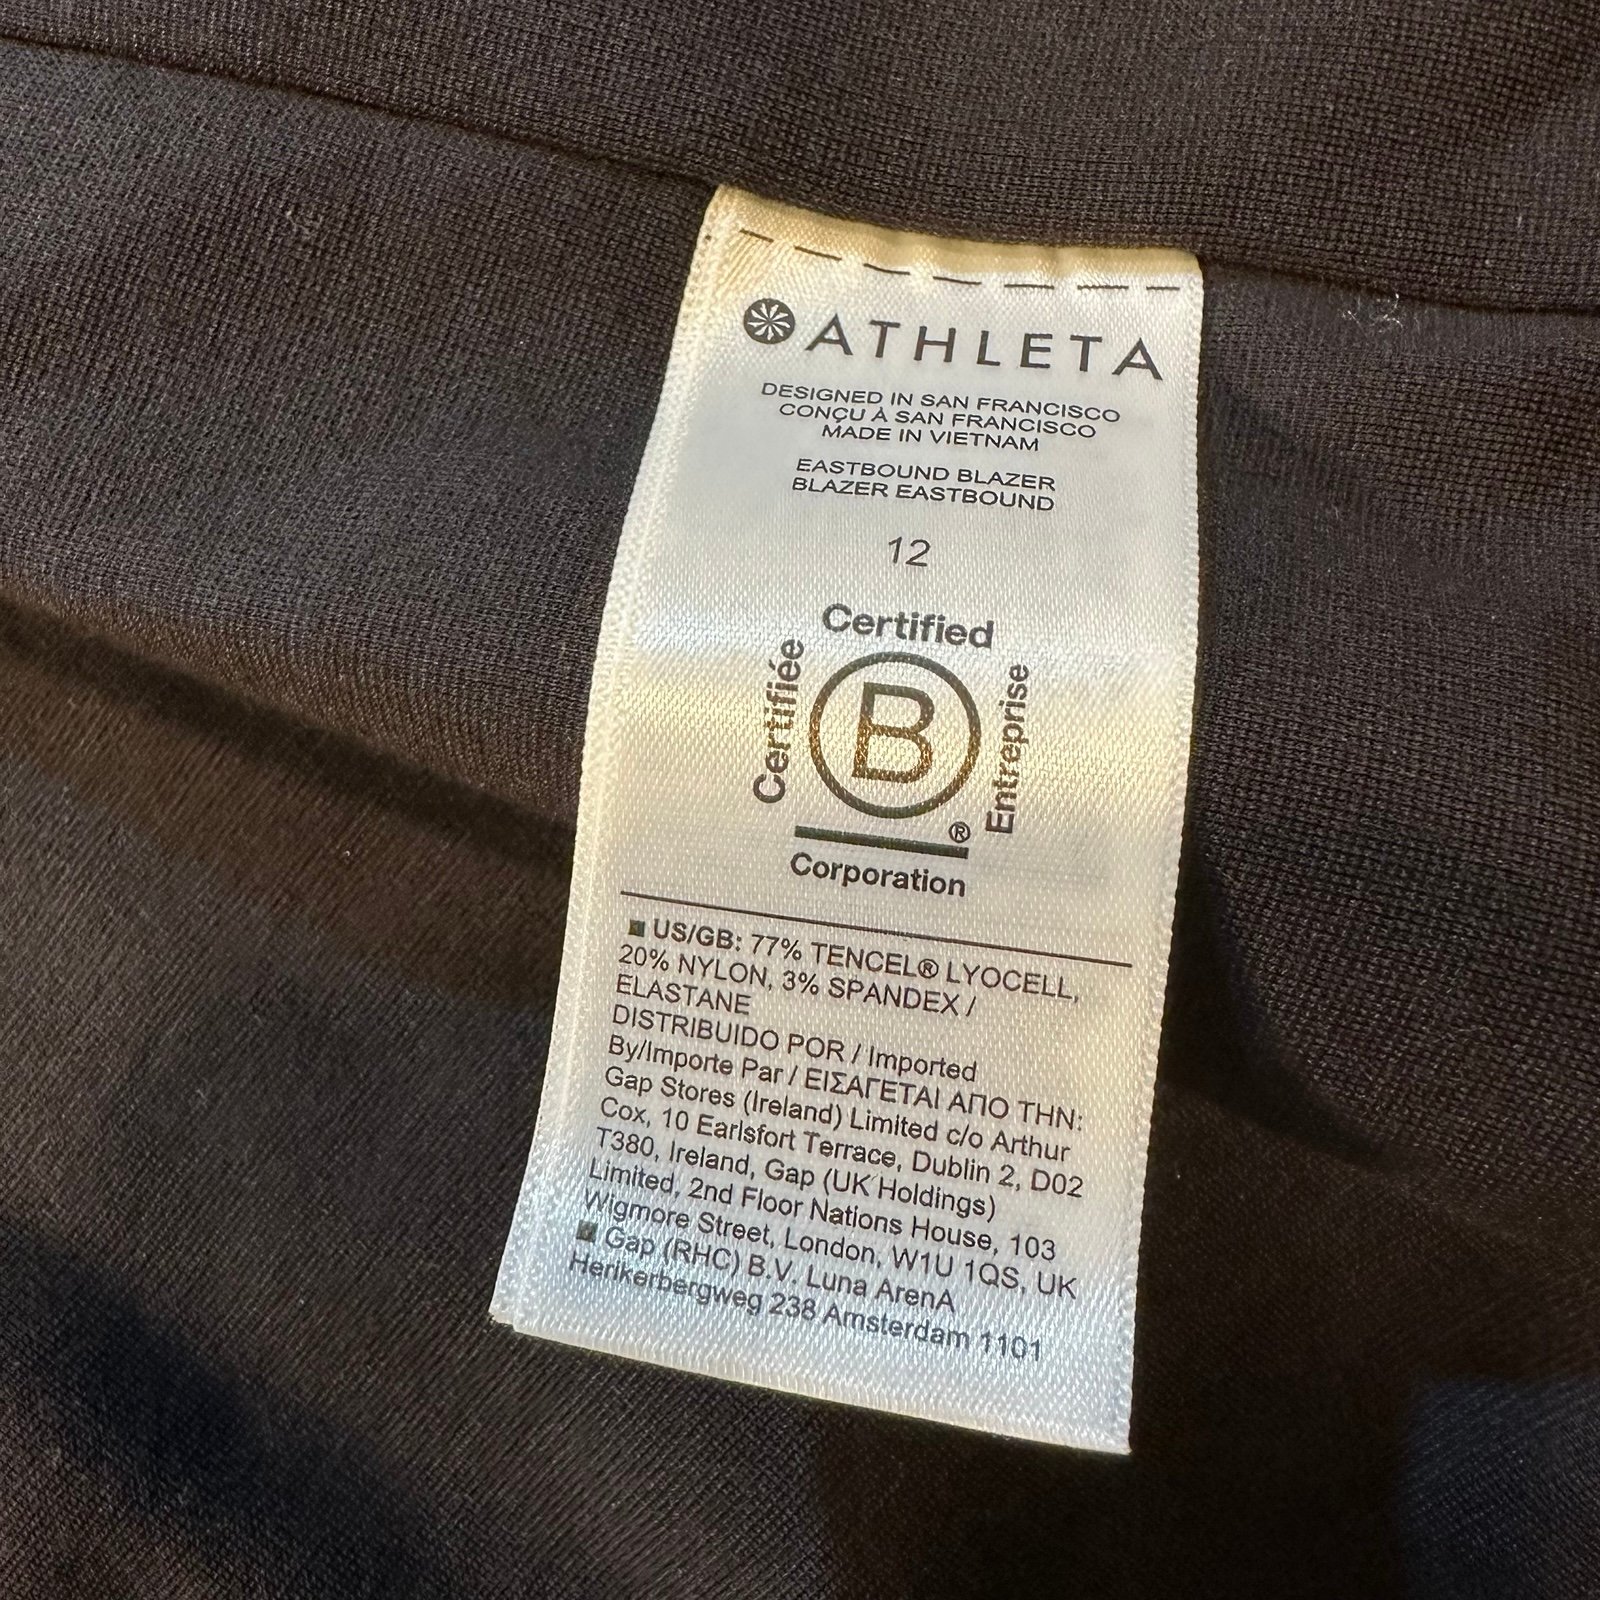 ATHLETA
DESIGNED IN SAN FRANCISCO
CONÇU À SAN FRANCISCO
MADE IN VIETNAM
EASTBOUND BLAZER
BLAZER EASTBOUND
12
Certified
Certifiée
B
Entreprise
®
Corporation
US/GB: 77% TENCEL® LYOCELL,
20% NYLON, 3% SPANDEX /
ELASTANE
DISTRIBUIDO POR / Imported
By/Importe Par / ΕΙΣΑΓΕΤΑΙ ΑΠΟ ΤΗΝ:
Gap Stores (Ireland) Limited c/o Arthur
Cox, 10 Earlsfort Terrace, Dublin 2, D02
T380, Ireland, Gap (UK Holdings)
Limited, 2nd Floor Nations House, 103
Wigmore Street, London, W1U 1QS, UK
Gap (RHC) B.V. Luna ArenA
Herikerbergweg 238 Amsterdam 1101